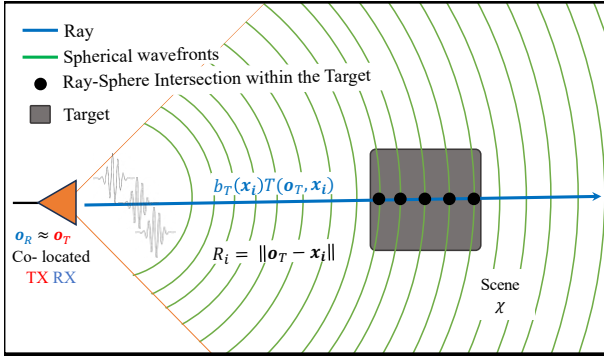 Ray
Spherical wavefronts
Ray-Sphere Intersection within the Target
Target
b_T(x_i)T(o_T, x_i)
o_R ≈ o_T
Co- located
TX RX
R_i = ‖o_T − x_i‖
Scene
χ